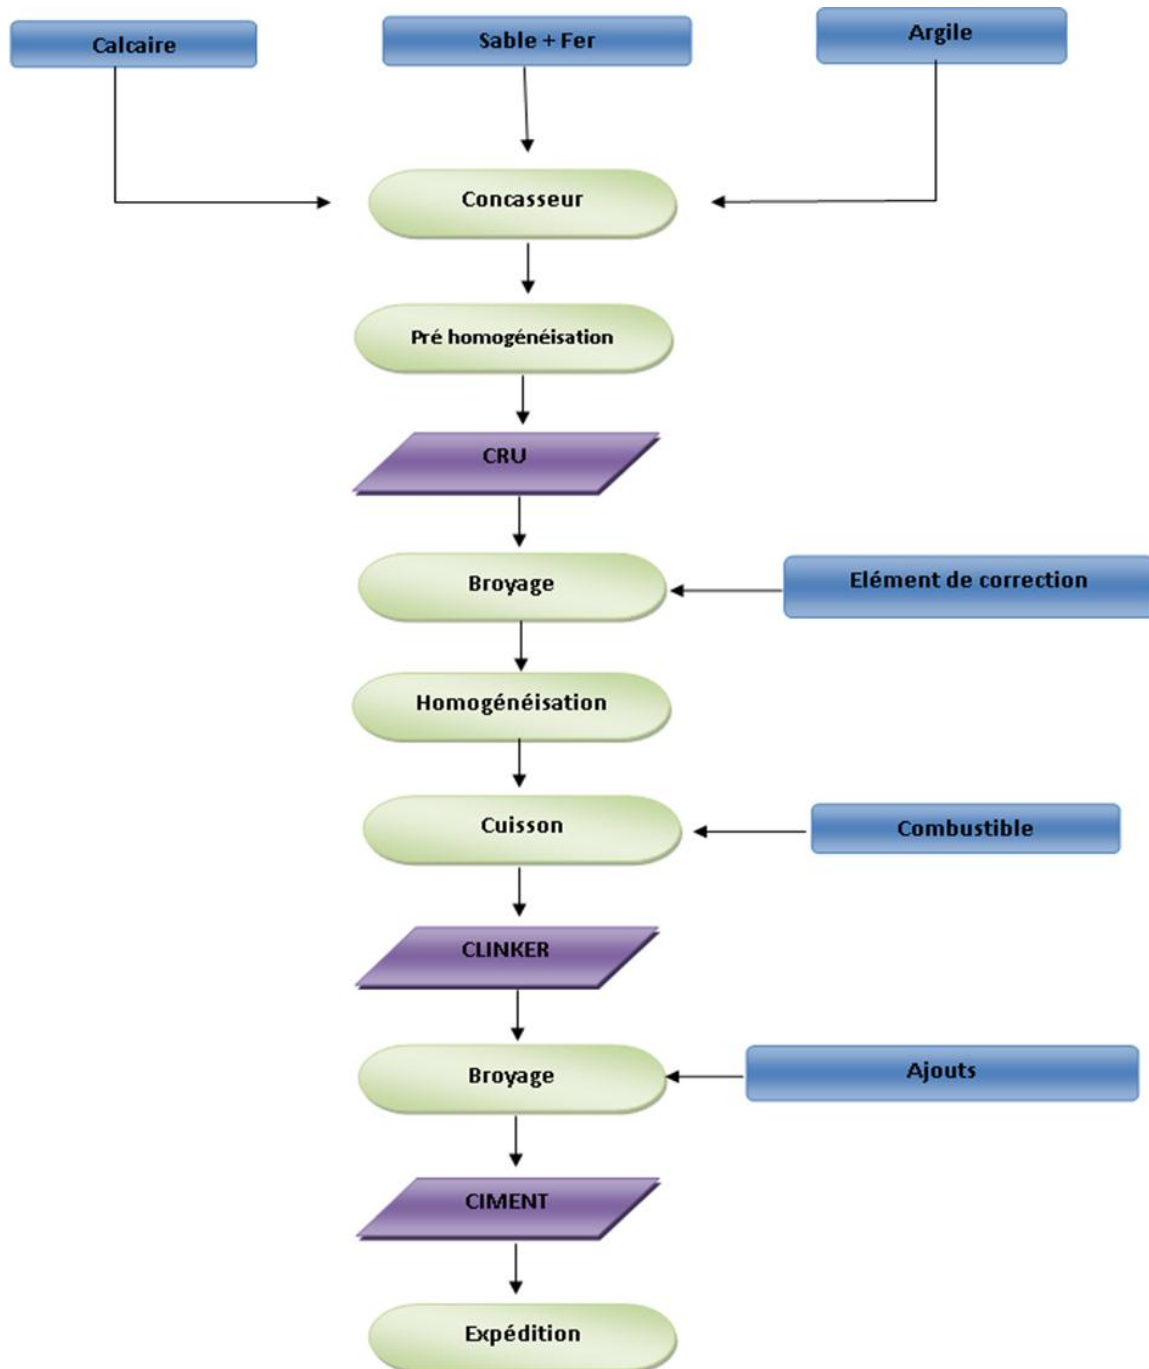 Calcaire
Sable + Fer
Argile
Concasseur
Pré homogénéisation
CRU
Broyage
Elément de correction
Homogénéisation
Cuisson
Combustible
CLINKER
Broyage
Ajouts
CIMENT
Expédition